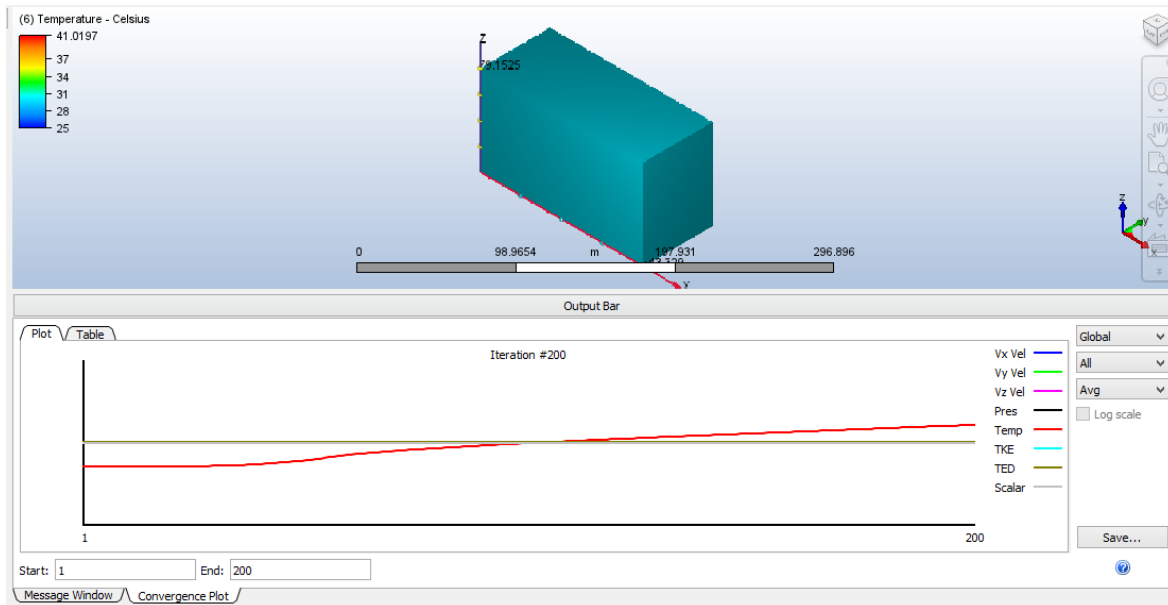 (6) Temperature - Celsius
41.0197
37
34
31
28
25
z
79.1525
0
98.9654
m
197.931
296.896
z
y
x
Output Bar
Plot
Table
Iteration #200
Vx Vel
Vy Vel
Vz Vel
Pres
Temp
TKE
TED
Scalar
1
200
Global
All
Avg
Log scale
Save...
Start: 1
End: 200
Message Window
Convergence Plot